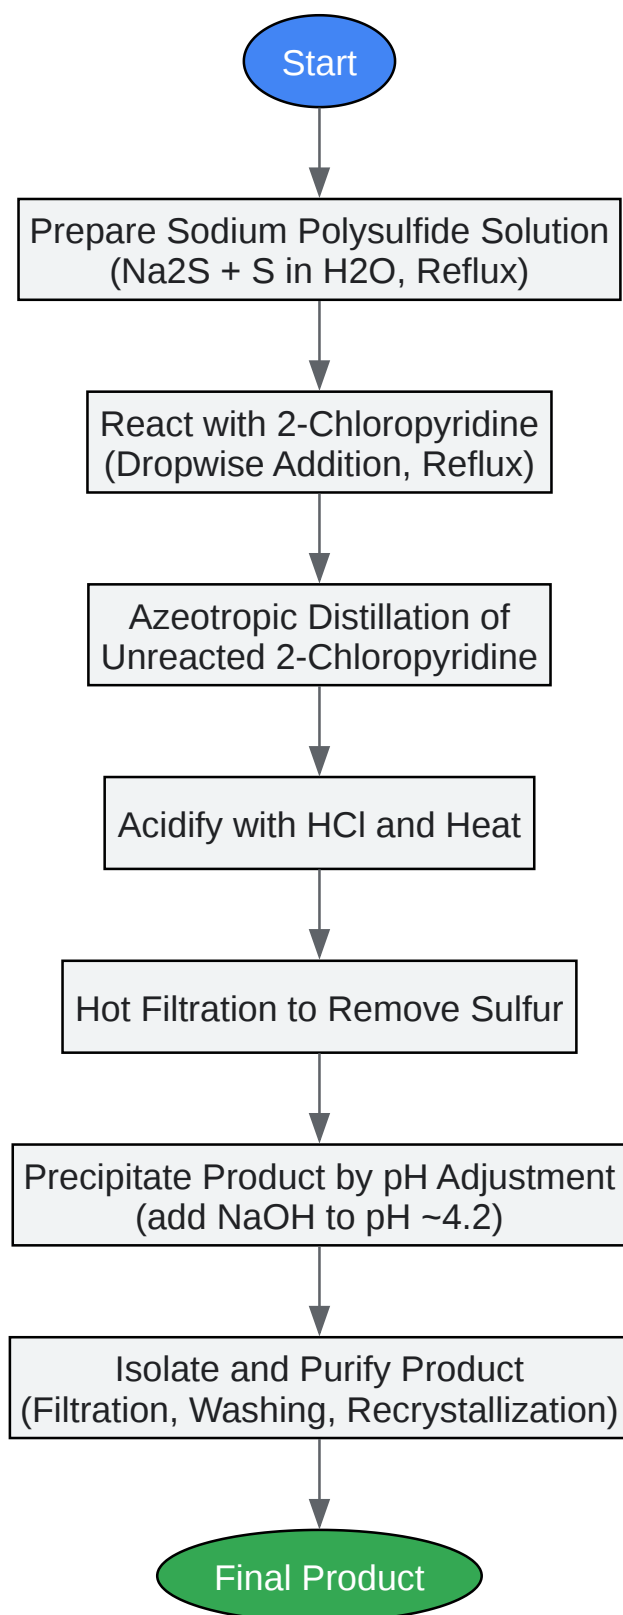 Start
Prepare Sodium Polysulfide Solution
(Na2S + S in H2O, Reflux)
React with 2-Chloropyridine
(Dropwise Addition, Reflux)
Azeotropic Distillation of
Unreacted 2-Chloropyridine
Acidify with HCl and Heat
Hot Filtration to Remove Sulfur
Precipitate Product by pH Adjustment
(add NaOH to pH ~4.2)
Isolate and Purify Product
(Filtration, Washing, Recrystallization)
Final Product